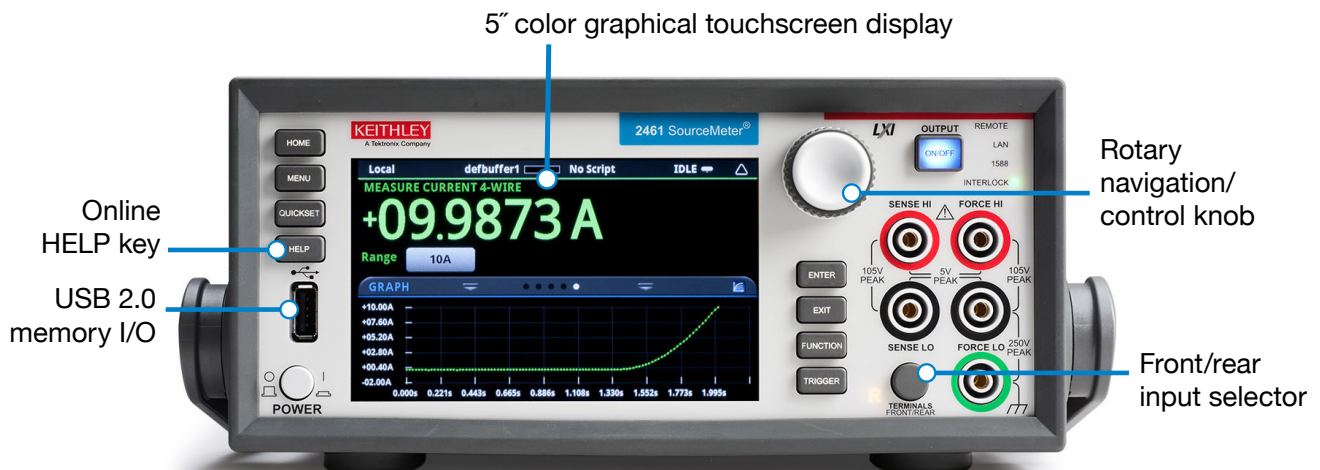 5″ color graphical touchscreen display
KEITHLEY
A Tektronix Company
2461 SourceMeter®
LXI
OUTPUT
ON/OFF
REMOTE
LAN
1588
INTERLOCK
HOME
MENU
QUICKSET
HELP
Online
HELP key
USB 2.0
memory I/O
POWER
Local defbuffer1 No Script IDLE
MEASURE CURRENT 4-WIRE
+09.9873 A
Range 10A
GRAPH
+10.00A
+07.60A
+05.20A
+02.80A
+00.40A
-02.00A
0.000s 0.221s 0.443s 0.665s 0.886s 1.108s 1.330s 1.552s 1.773s 1.995s
ENTER
EXIT
FUNCTION
TRIGGER
SENSE HI FORCE HI
105V
PEAK
5V
PEAK
105V
PEAK
SENSE LO FORCE LO
250V
PEAK
R
TERMINALS
FRONT/REAR
Rotary
navigation/
control knob
Front/rear
input selector